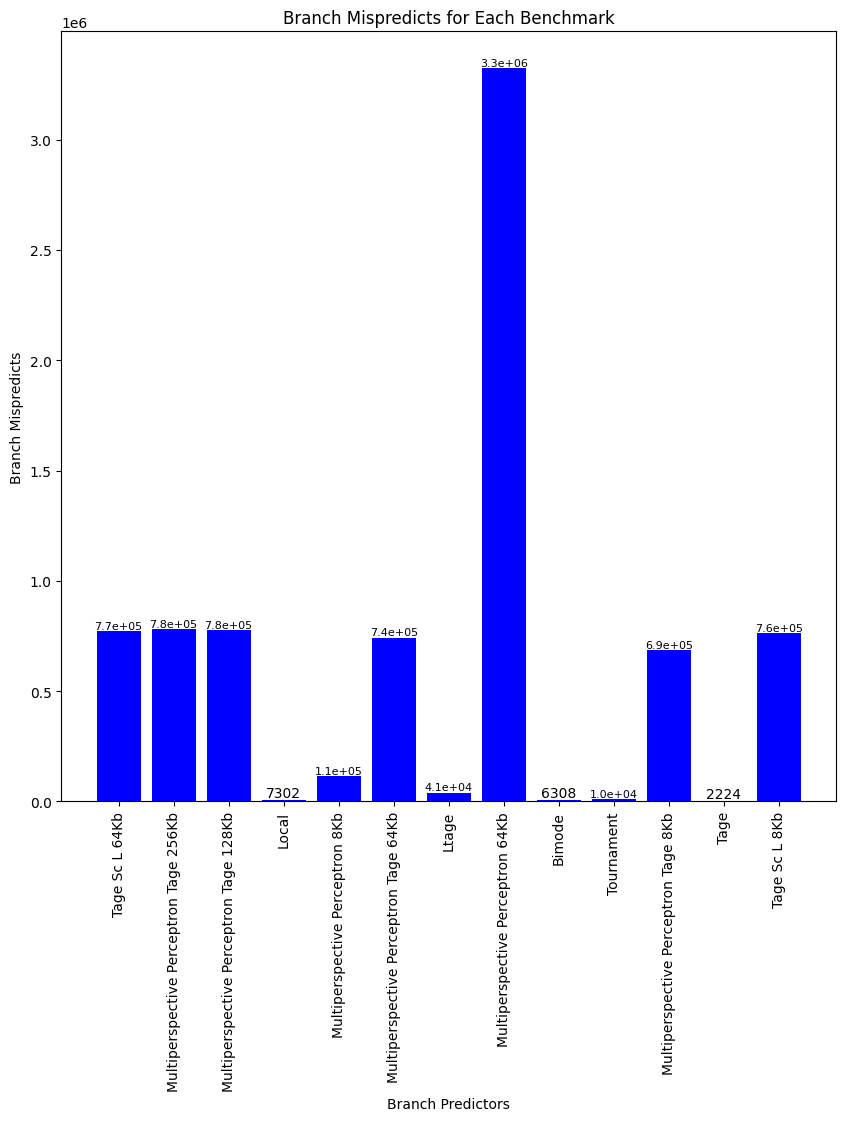 Branch Mispredicts for Each Benchmark
1e6
3.3e+06
3.0
2.5
2.0
Branch Mispredicts
1.5
1.0
7.7e+05 7.8e+05 7.8e+05 7.4e+05 6.9e+05 7.6e+05
0.5
7302 1.1e+05 4.1e+04 6308 1.0e+04 2224
0.0
Tage Sc L 64Kb
Multiperspective Perceptron Tage 256Kb
Multiperspective Perceptron Tage 128Kb
Local
Multiperspective Perceptron 8Kb
Multiperspective Perceptron Tage 64Kb
Ltage
Multiperspective Perceptron 64Kb
Bimode
Tournament
Multiperspective Perceptron Tage 8Kb
Tage
Tage Sc L 8Kb
Branch Predictors